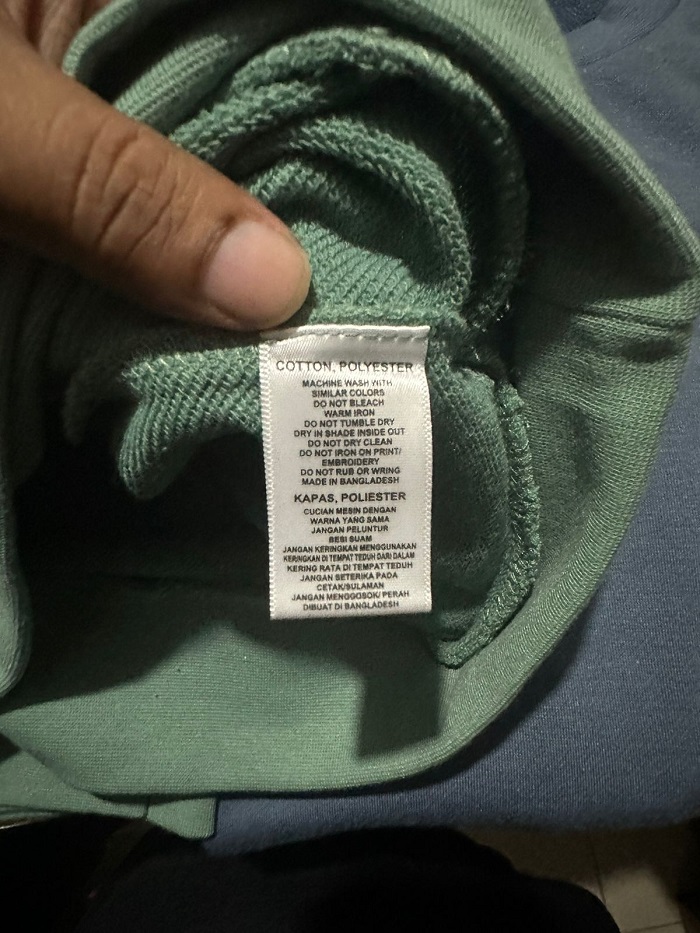 COTTON, POLYESTER
MACHINE WASH WITH
SIMILAR COLORS
DO NOT BLEACH
WARM IRON
DO NOT TUMBLE DRY
DRY IN SHADE INSIDE OUT
DO NOT DRY CLEAN
DO NOT IRON ON PRINT/
EMBROIDERY
DO NOT RUB OR WRING
MADE IN BANGLADESH
KAPAS, POLIESTER
CUCIAN MESIN DENGAN
WARNA YANG SAMA
JANGAN PELUNTUR
BESI SUAM
JANGAN KERINGKAN MENGGUNAKAN
KERINGKAN DI TEMPAT TEDUH DARI DALAM
KERING RATA DI TEMPAT TEDUH
JANGAN SETERIKA PADA
CETAK/SULAMAN
JANGAN MENGGOSOK/ PERAH
DIBUAT DI BANGLADESH